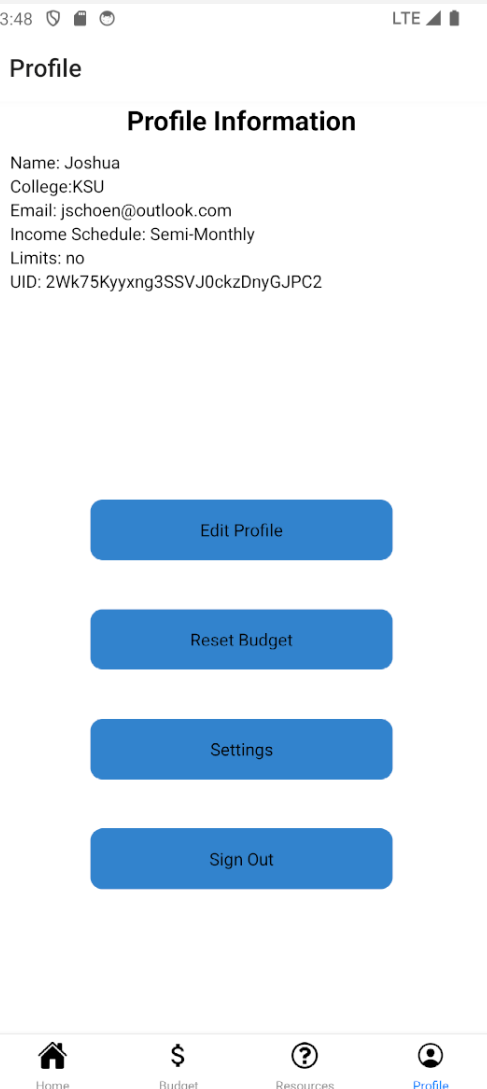 3:48 LTE
Profile
Profile Information
Name: Joshua
College:KSU
Email: jschoen@outlook.com
Income Schedule: Semi-Monthly
Limits: no
UID: 2Wk75Kyyxng3SSVJ0ckzDnyGJPC2
Edit Profile
Reset Budget
Settings
Sign Out
Home Budget Resources Profile